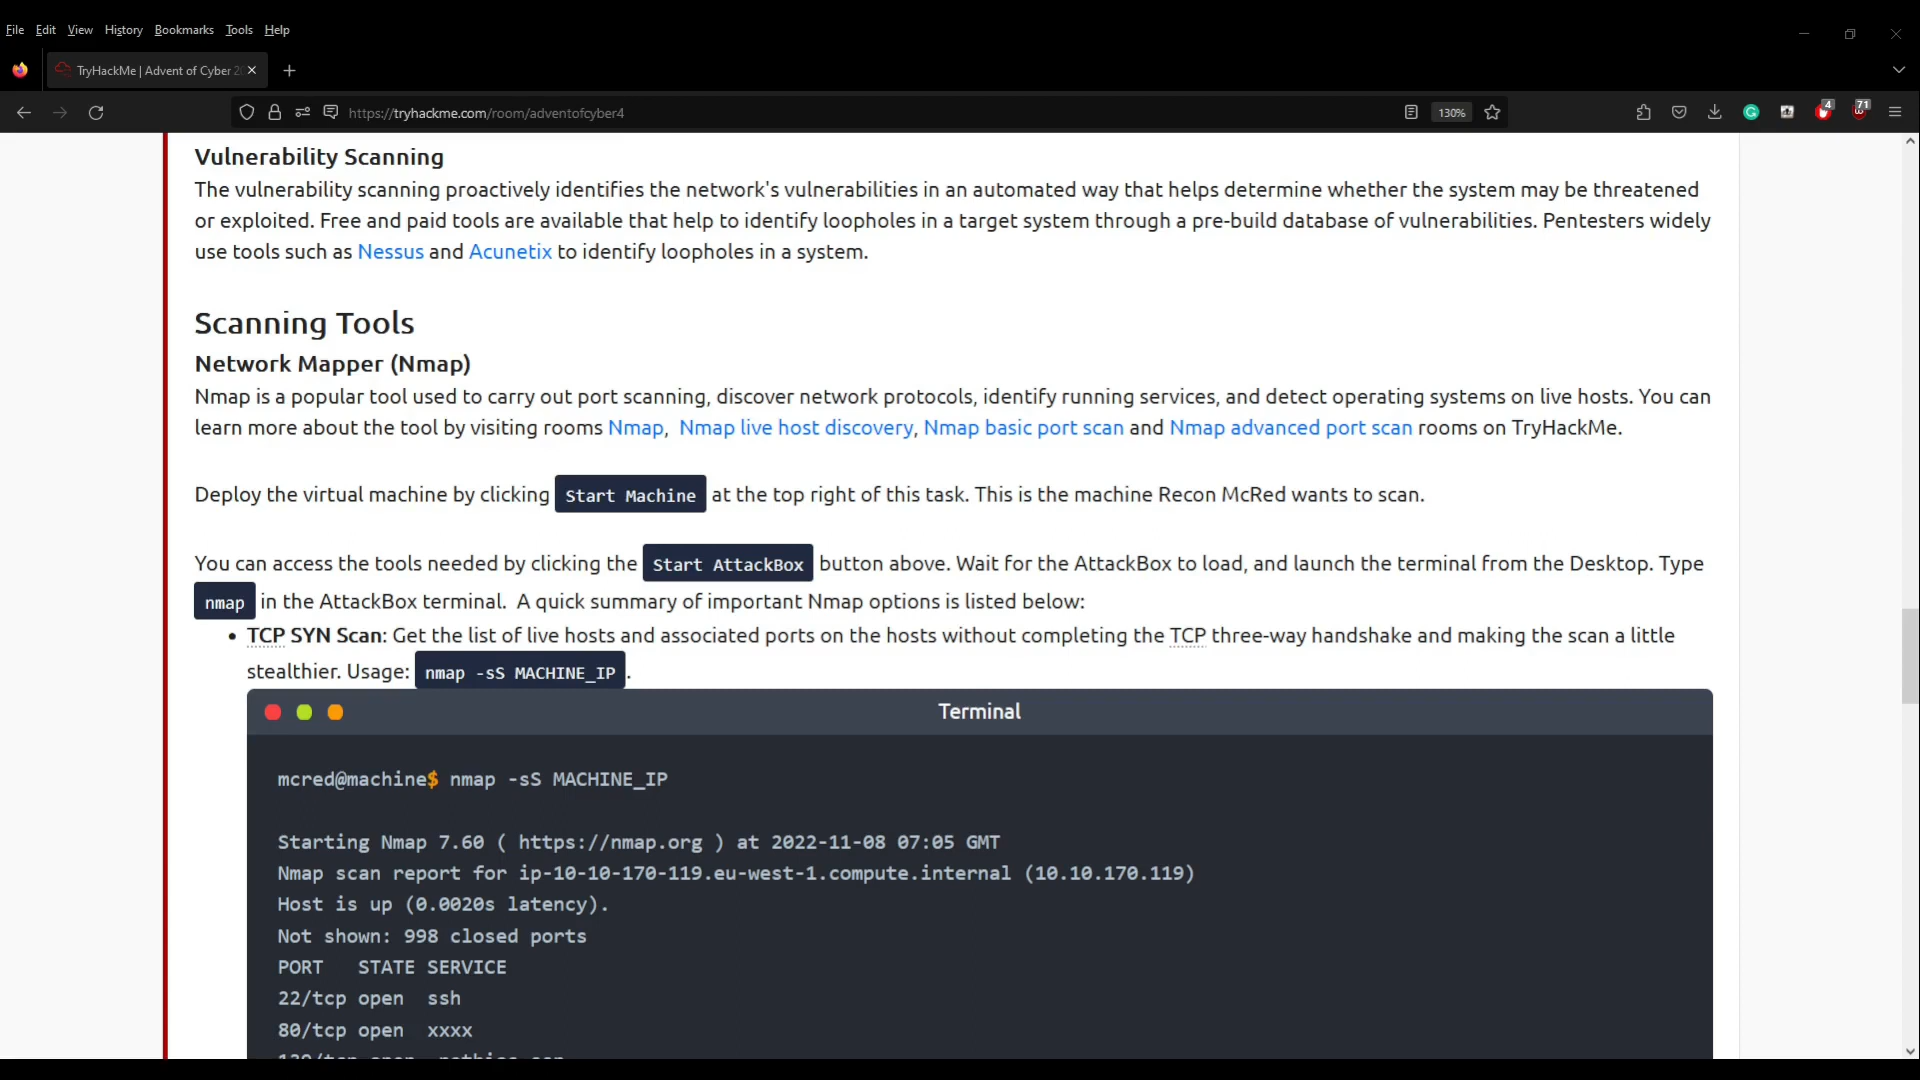 File Edit View History Bookmarks Tools Help
TryHackMe | Advent of Cyber 20
https://tryhackme.com/room/adventofcyber4
130%
4
71
Vulnerability Scanning
The vulnerability scanning proactively identifies the network's vulnerabilities in an automated way that helps determine whether the system may be threatened
or exploited. Free and paid tools are available that help to identify loopholes in a target system through a pre-build database of vulnerabilities. Pentesters widely
use tools such as Nessus and Acunetix to identify loopholes in a system.
Scanning Tools
Network Mapper (Nmap)
Nmap is a popular tool used to carry out port scanning, discover network protocols, identify running services, and detect operating systems on live hosts. You can
learn more about the tool by visiting rooms Nmap, Nmap live host discovery, Nmap basic port scan and Nmap advanced port scan rooms on TryHackMe.
Deploy the virtual machine by clicking Start Machine at the top right of this task. This is the machine Recon McRed wants to scan.
You can access the tools needed by clicking the Start AttackBox button above. Wait for the AttackBox to load, and launch the terminal from the Desktop. Type
nmap in the AttackBox terminal. A quick summary of important Nmap options is listed below:
• TCP SYN Scan: Get the list of live hosts and associated ports on the hosts without completing the TCP three-way handshake and making the scan a little
stealthier. Usage: nmap -sS MACHINE_IP.
Terminal
mcred@machine$ nmap -sS MACHINE_IP
Starting Nmap 7.60 ( https://nmap.org ) at 2022-11-08 07:05 GMT
Nmap scan report for ip-10-10-170-119.eu-west-1.compute.internal (10.10.170.119)
Host is up (0.0020s latency).
Not shown: 998 closed ports
PORT STATE SERVICE
22/tcp open ssh
80/tcp open xxxx